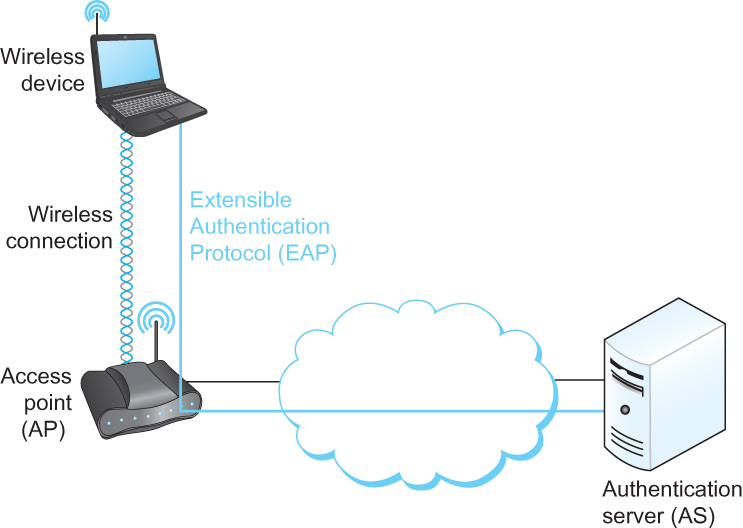 Wireless
device
Extensible
Authentication
Protocol (EAP)
Wireless
connection
Access
point
(AP)
Authentication
server (AS)